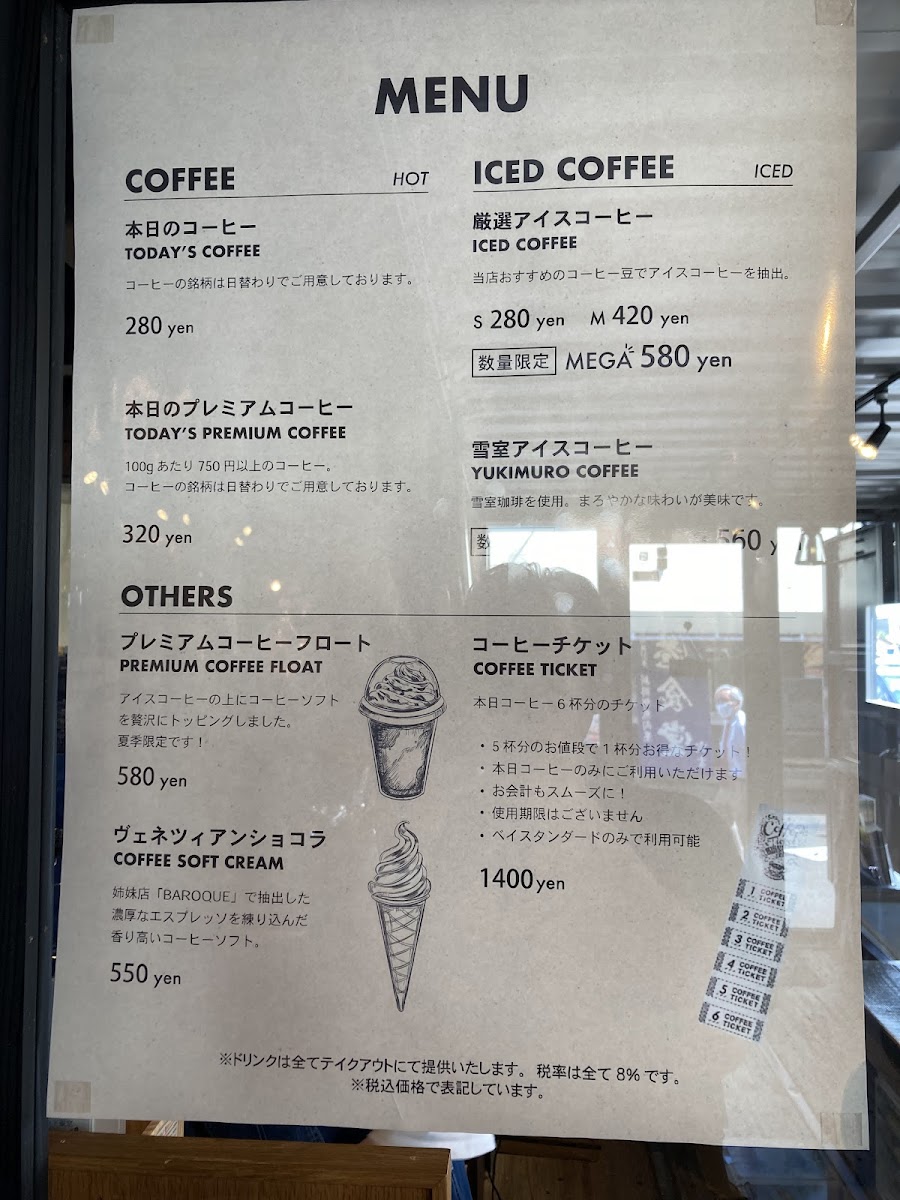 MENU
COFFEE HOT
本日のコーヒー
TODAY'S COFFEE
コーヒーの銘柄は日替わりでご用意しております。
280 yen
本日のプレミアムコーヒー
TODAY'S PREMIUM COFFEE
100gあたり750円以上のコーヒー。
コーヒーの銘柄は日替わりでご用意しております。
320 yen
ICED COFFEE ICED
厳選アイスコーヒー
ICED COFFEE
当店おすすめのコーヒー豆でアイスコーヒーを抽出。
S 280 yen M 420 yen
数量限定 MEGA 580 yen
雪室アイスコーヒー
YUKIMURO COFFEE
雪室珈琲を使用。まろやかな味わいが美味です。
数 560
OTHERS
プレミアムコーヒーフロート
PREMIUM COFFEE FLOAT
アイスコーヒーの上にコーヒーソフト
を贅沢にトッピングしました。
夏季限定です！
580 yen
ヴェネツィアンショコラ
COFFEE SOFT CREAM
姉妹店「BAROQUE」で抽出した
濃厚なエスプレッソを練り込んだ
香り高いコーヒーソフト。
550 yen
コーヒーチケット
COFFEE TICKET
本日コーヒー6杯分のチケット
・5杯分のお値段で1杯分お得なチケット！
・本日コーヒーのみにご利用いただけます
・お会計もスムーズに！
・使用期限はございません
・ベイスタンダードのみで利用可能
1400yen
1 COFFEE TICKET
2 COFFEE TICKET
3 COFFEE TICKET
4 COFFEE TICKET
5 COFFEE TICKET
6 COFFEE TICKET
※ドリンクは全てテイクアウトにて提供いたします。 税率は全て8%です。
※税込価格で表記しています。